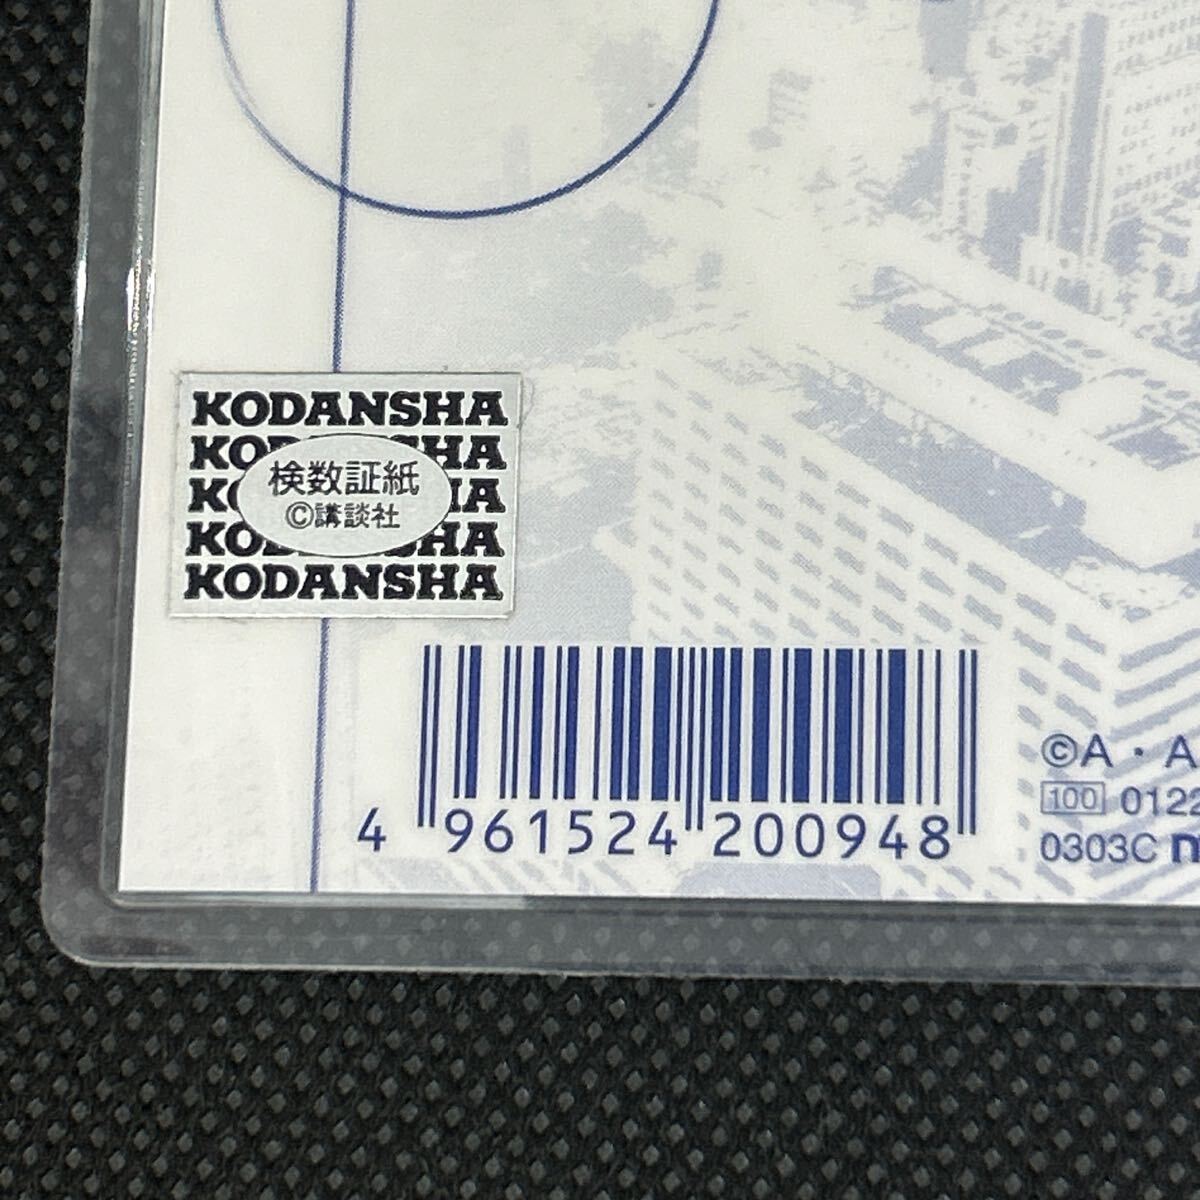 KODANSHA
KODANSHA
KODANSHA
KODANSHA
KODANSHA
検数証紙
©講談社
4 961524 200948
©A・A
100 0122
0303C